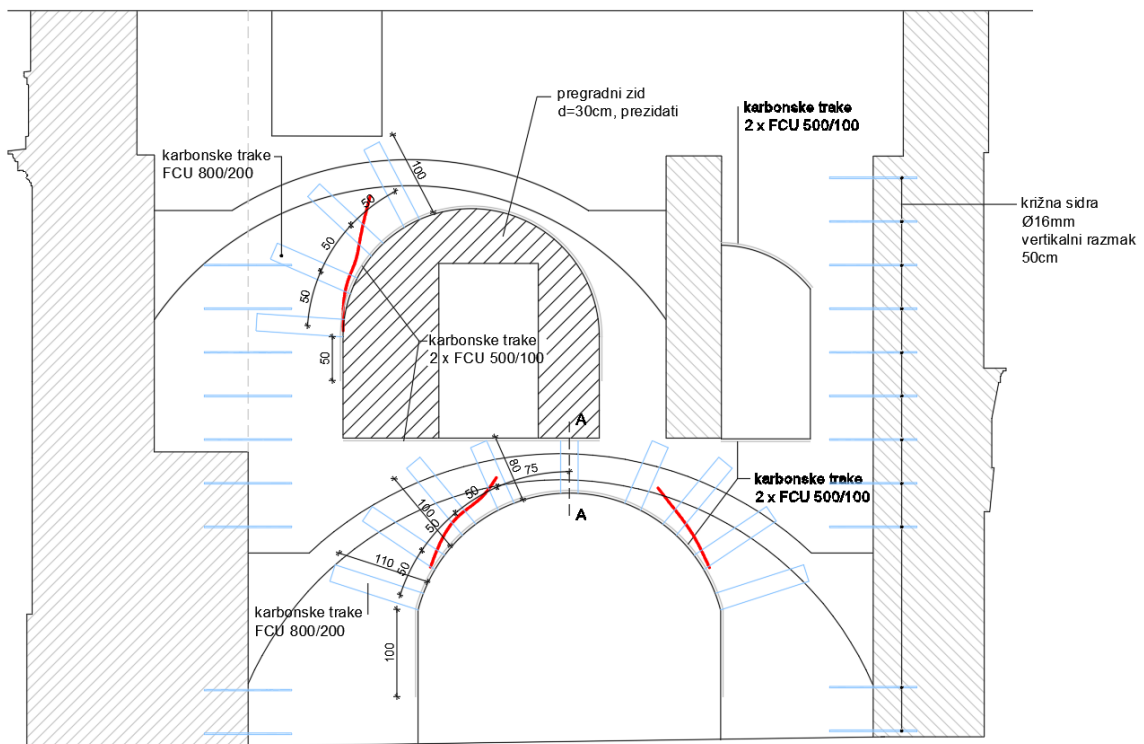 pregradni zid
d=30cm, prezidati
karbonske trake
2 x FCU 500/100
karbonske trake
FCU 800/200
100
50
50
50
50
križna sidra
Ø16mm
vertikalni razmak
50cm
karbonske trake
2 x FCU 500/100
A
80
75
50
100
50
110
50
karbonske trake
2 x FCU 500/100
A
karbonske trake
FCU 800/200
100